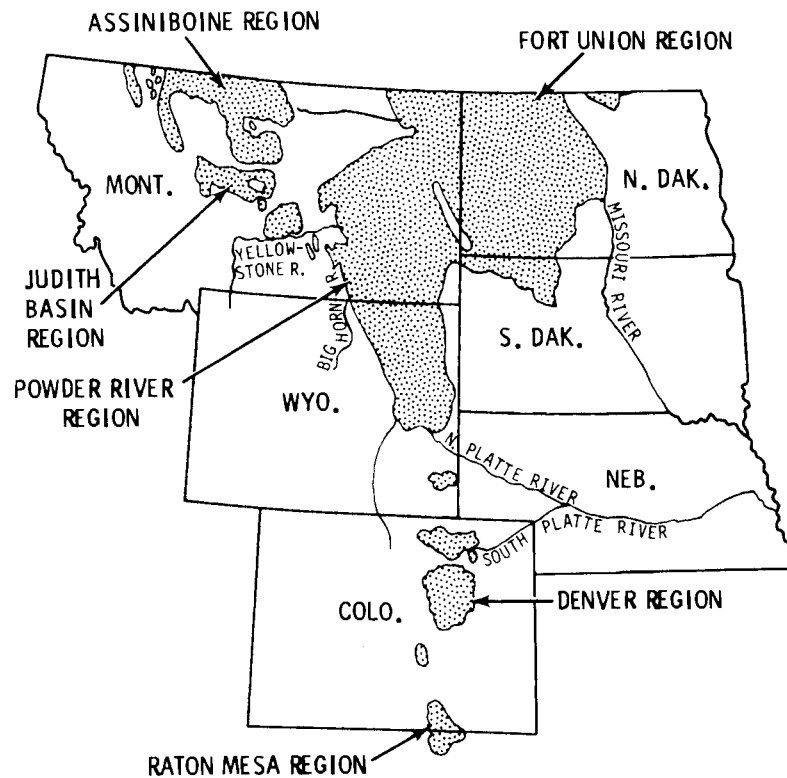 ASSINIBOINE REGION
FORT UNION REGION
MONT.
N. DAK.
MISSOURI RIVER
YELLOW-
STONE R.
JUDITH
BASIN
REGION
BIG HORN R.
S. DAK.
POWDER RIVER
REGION
WYO.
N. PLATTE RIVER
NEB.
SOUTH PLATTE RIVER
COLO.
DENVER REGION
RATON MESA REGION